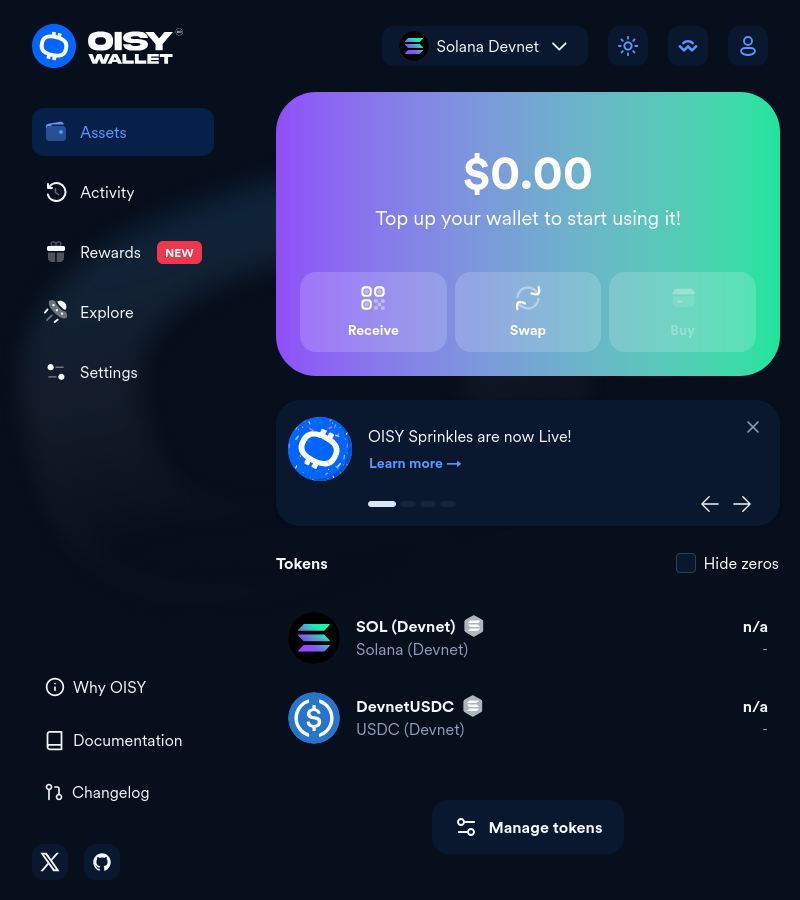 OISY
WALLET
Solana Devnet
Assets
Activity
Rewards NEW
Explore
Settings
$0.00
Top up your wallet to start using it!
Receive
Swap
Buy
OISY Sprinkles are now Live!
Learn more →
Tokens
Hide zeros
SOL (Devnet)
n/a
Solana (Devnet)
-
DevnetUSDC
n/a
USDC (Devnet)
-
Manage tokens
Why OISY
Documentation
Changelog